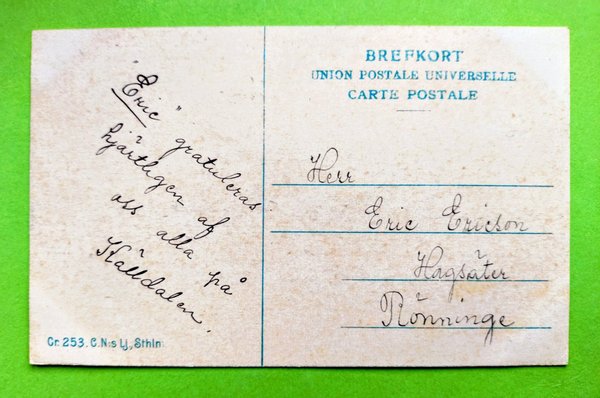 "Eric" gratuleras
hjärtligen af
oss alla på
Källdalen.
BREFKORT
UNION POSTALE UNIVERSELLE
CARTE POSTALE
Herr
Eric Ericson
Hagsäter
Rönninge
Gr. 253. C.N:s Lj., Sthlm